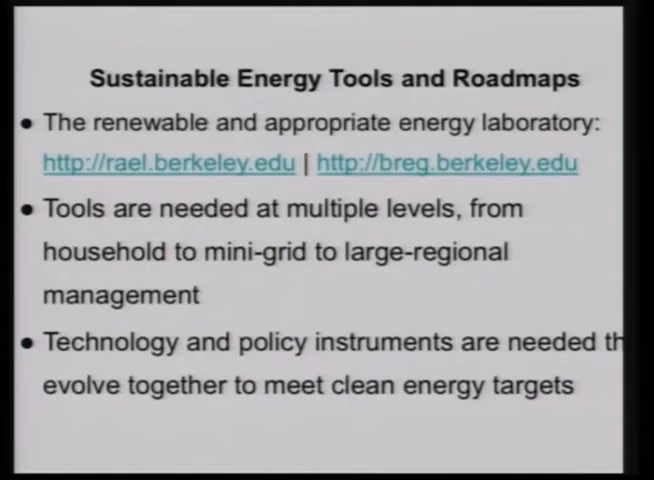 Sustainable Energy Tools and Roadmaps
● The renewable and appropriate energy laboratory:
http://rael.berkeley.edu | http://breg.berkeley.edu
● Tools are needed at multiple levels, from
household to mini-grid to large-regional
management
● Technology and policy instruments are needed
evolve together to meet clean energy targets